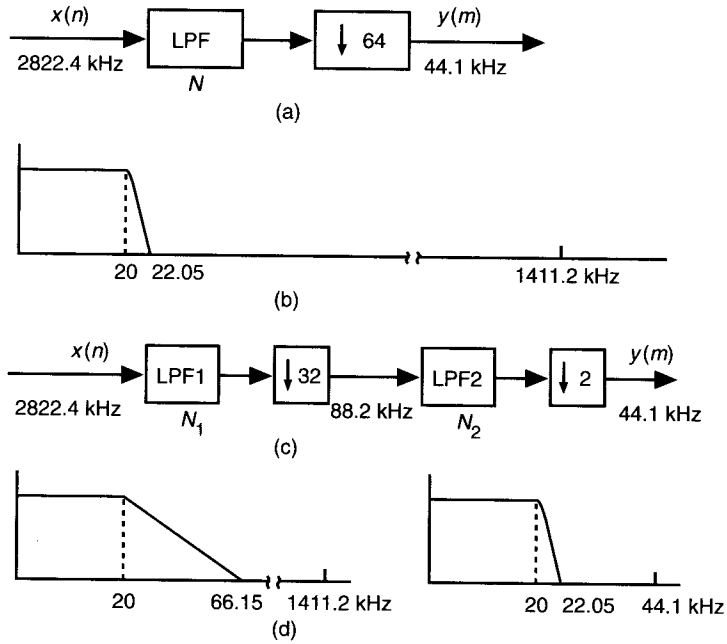 x(n)
LPF
↓ 64
y(m)
2822.4 kHz
N
44.1 kHz
(a)
20 22.05
1411.2 kHz
(b)
x(n)
LPF1
↓ 32
LPF2
↓ 2
y(m)
2822.4 kHz
N1
88.2 kHz
N2
44.1 kHz
(c)
20 66.15 1411.2 kHz
20 22.05 44.1 kHz
(d)